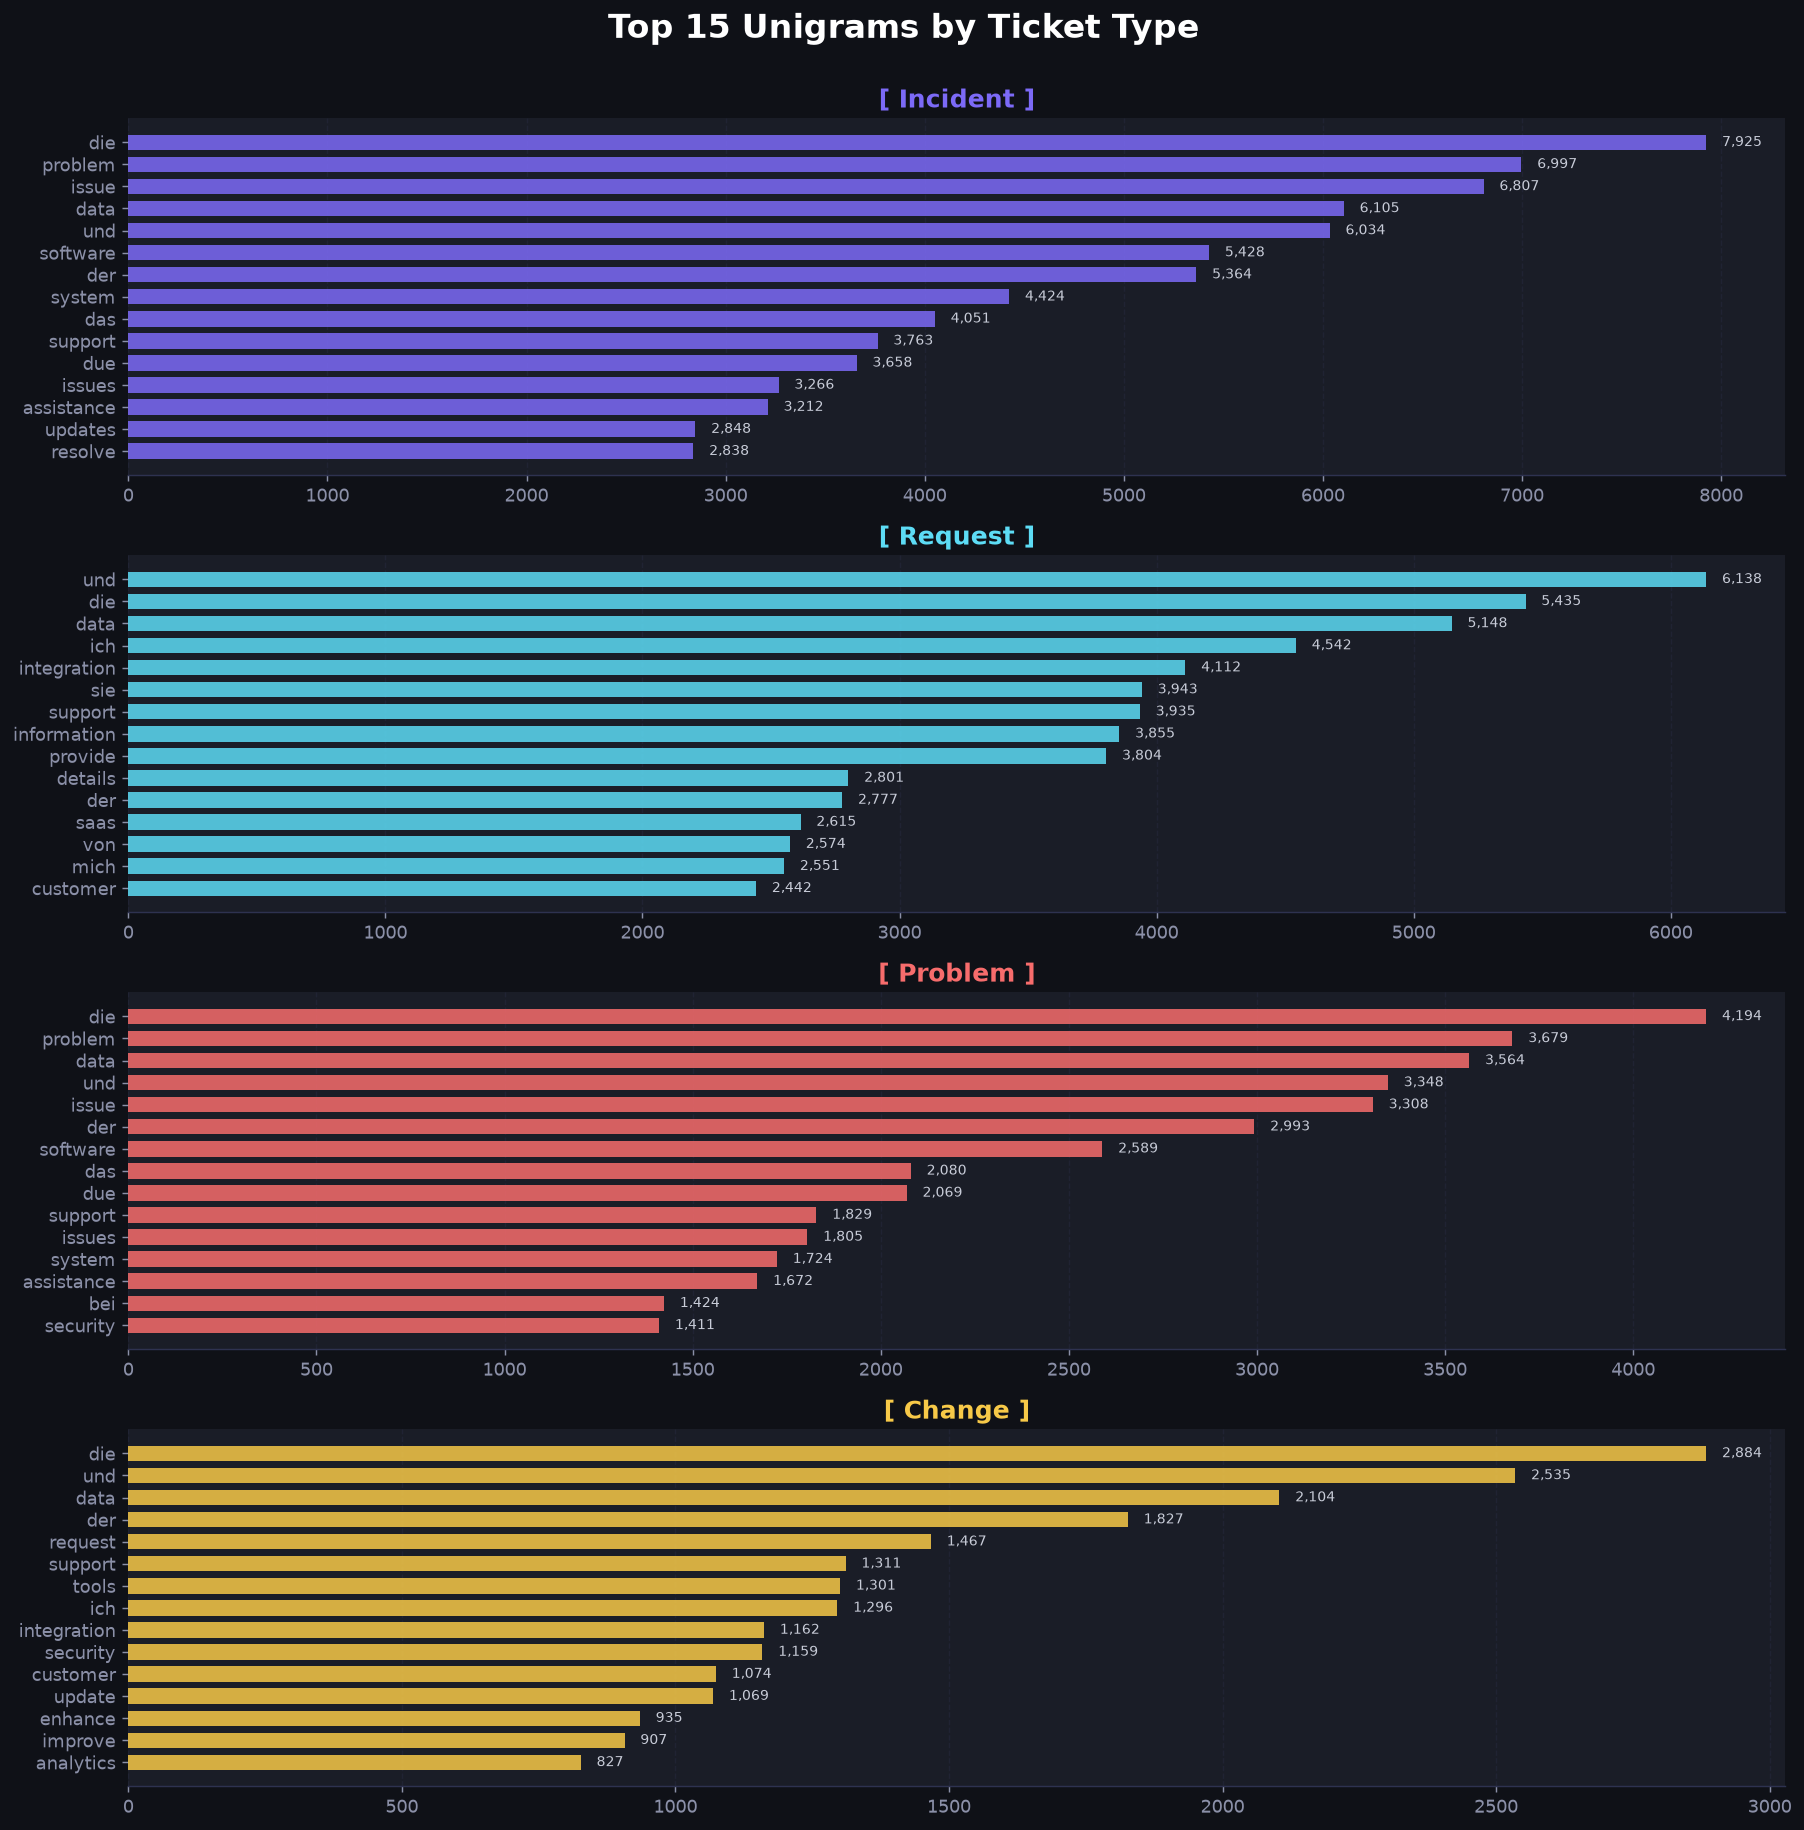 Top 15 Unigrams by Ticket Type
[ Incident ]
die 7,925
problem 6,997
issue 6,807
data 6,105
und 6,034
software 5,428
der 5,364
system 4,424
das 4,051
support 3,763
due 3,658
issues 3,266
assistance 3,212
updates 2,848
resolve 2,838
0 1000 2000 3000 4000 5000 6000 7000 8000
[ Request ]
und 6,138
die 5,435
data 5,148
ich 4,542
integration 4,112
sie 3,943
support 3,935
information 3,855
provide 3,804
details 2,801
der 2,777
saas 2,615
von 2,574
mich 2,551
customer 2,442
0 1000 2000 3000 4000 5000 6000
[ Problem ]
die 4,194
problem 3,679
data 3,564
und 3,348
issue 3,308
der 2,993
software 2,589
das 2,080
due 2,069
support 1,829
issues 1,805
system 1,724
assistance 1,672
bei 1,424
security 1,411
0 500 1000 1500 2000 2500 3000 3500 4000
[ Change ]
die 2,884
und 2,535
data 2,104
der 1,827
request 1,467
support 1,311
tools 1,301
ich 1,296
integration 1,162
security 1,159
customer 1,074
update 1,069
enhance 935
improve 907
analytics 827
0 500 1000 1500 2000 2500 3000